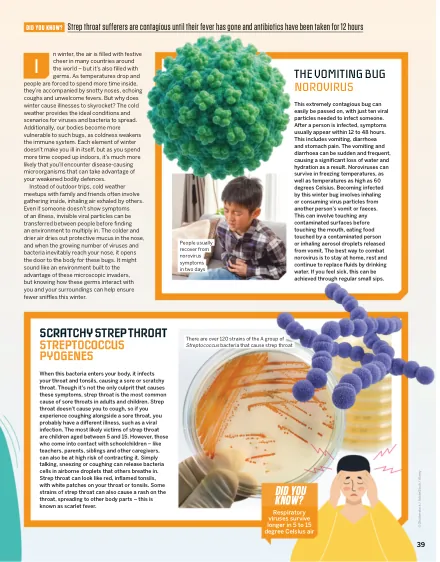 DID YOU KNOW? Strep throat sufferers are contagious until their fever has gone and antibiotics have been taken for 12 hours
In winter, the air is filled with festive
cheer in many countries around
the world – but it's also filled with
germs. As temperatures drop and
people are forced to spend more time inside,
they're accompanied by snotty noses, echoing
coughs and unwelcome fevers. But why does
winter cause illnesses to skyrocket? The cold
weather provides the ideal conditions and
scenarios for viruses and bacteria to spread.
Additionally, our bodies become more
vulnerable to such bugs, as coldness weakens
the immune system. Each element of winter
doesn't make you ill in itself, but as you spend
more time cooped up indoors, it's much more
likely that you'll encounter disease-causing
microorganisms that can take advantage of
your weakened bodily defences.
Instead of outdoor trips, cold weather
meetups with family and friends often involve
gathering inside, inhaling air exhaled by others.
Even if someone doesn't show symptoms
of an illness, invisible viral particles can be
transferred between people before finding
an environment to multiply in. The colder
and drier air dries out protective mucus in the nose,
and when the growing number of viruses and
bacteria inevitably reach your nose, it opens
the door to the body for these bugs. It might
sound like an environment built to the
advantage of these microscopic invaders,
but knowing how these germs interact with
you and your surroundings can help ensure
fewer sniffles this winter.
THE VOMITING BUG
NOROVIRUS
This extremely contagious bug can
easily be passed on, with just ten viral
particles needed to infect someone.
After a person is infected, symptoms
usually appear within 12 to 48 hours.
This includes vomiting, diarrhoea
and stomach pain. The vomiting and
diarrhoea can be sudden and frequent,
causing a significant loss of water and
hydration as a result. Noroviruses can
survive in freezing temperatures, as
well as temperatures as high as 60
degrees Celsius. Becoming infected
by this winter bug involves inhaling
or consuming virus particles from
another person's vomit or faeces.
This can involve touching any
contaminated surfaces before
touching the mouth, eating food
touched by a contaminated person
or inhaling aerosol droplets released
from vomit. The best way to combat
norovirus is to stay at home, rest and
continue to replace fluids by drinking
water. If you feel sick, this can be
achieved through regular small sips.
People usually
recover from
norovirus
symptoms
in two days
SCRATCHY STREP THROAT
STREPTOCOCCUS
PYOGENES
When this bacteria enters your body, it infects
your throat and tonsils, causing a sore or scratchy
throat. Though it's not the only culprit that causes
these symptoms, strep throat is the most common
cause of sore throats in adults and children. Strep
throat doesn't cause you to cough, so if you
experience coughing alongside a sore throat, you
probably have a different illness, such as a viral
infection. The most likely victims of strep throat
are children aged between 5 and 15. However, those
who come into contact with schoolchildren – like
teachers, parents, siblings and other caregivers,
can also be at high risk of contracting it. Simply
talking, sneezing or coughing can release bacteria
cells in airborne droplets that others breathe in.
Strep throat can look like red, inflamed tonsils,
with white patches on your throat or tonsils. Some
strains of strep throat can also cause a rash on the
throat, spreading to other body parts – this is
known as scarlet fever.
There are over 120 strains of the A group of
Streptococcus bacteria that cause strep throat
DID YOU
KNOW?
Respiratory
viruses survive
longer in 5 to 15
degree Celsius air
39